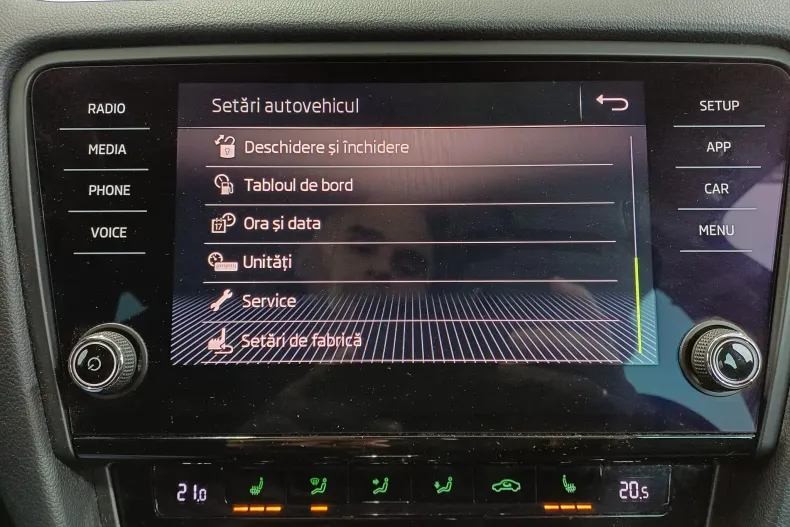 RADIO
MEDIA
PHONE
VOICE
Setări autovehicul
Deschidere și închidere
Tabloul de bord
17
Ora și data
Unități
Service
Setări de fabrică
SETUP
APP
CAR
MENU
21.0
20.5